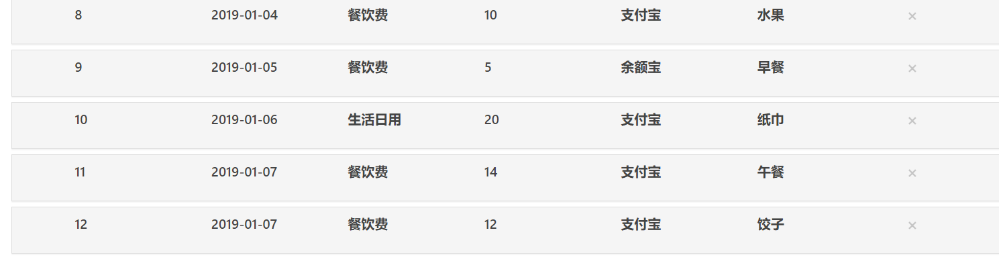 8 2019-01-04 餐饮费 10 支付宝 水果 ×
9 2019-01-05 餐饮费 5 余额宝 早餐 ×
10 2019-01-06 生活日用 20 支付宝 纸巾 ×
11 2019-01-07 餐饮费 14 支付宝 午餐 ×
12 2019-01-07 餐饮费 12 支付宝 饺子 ×